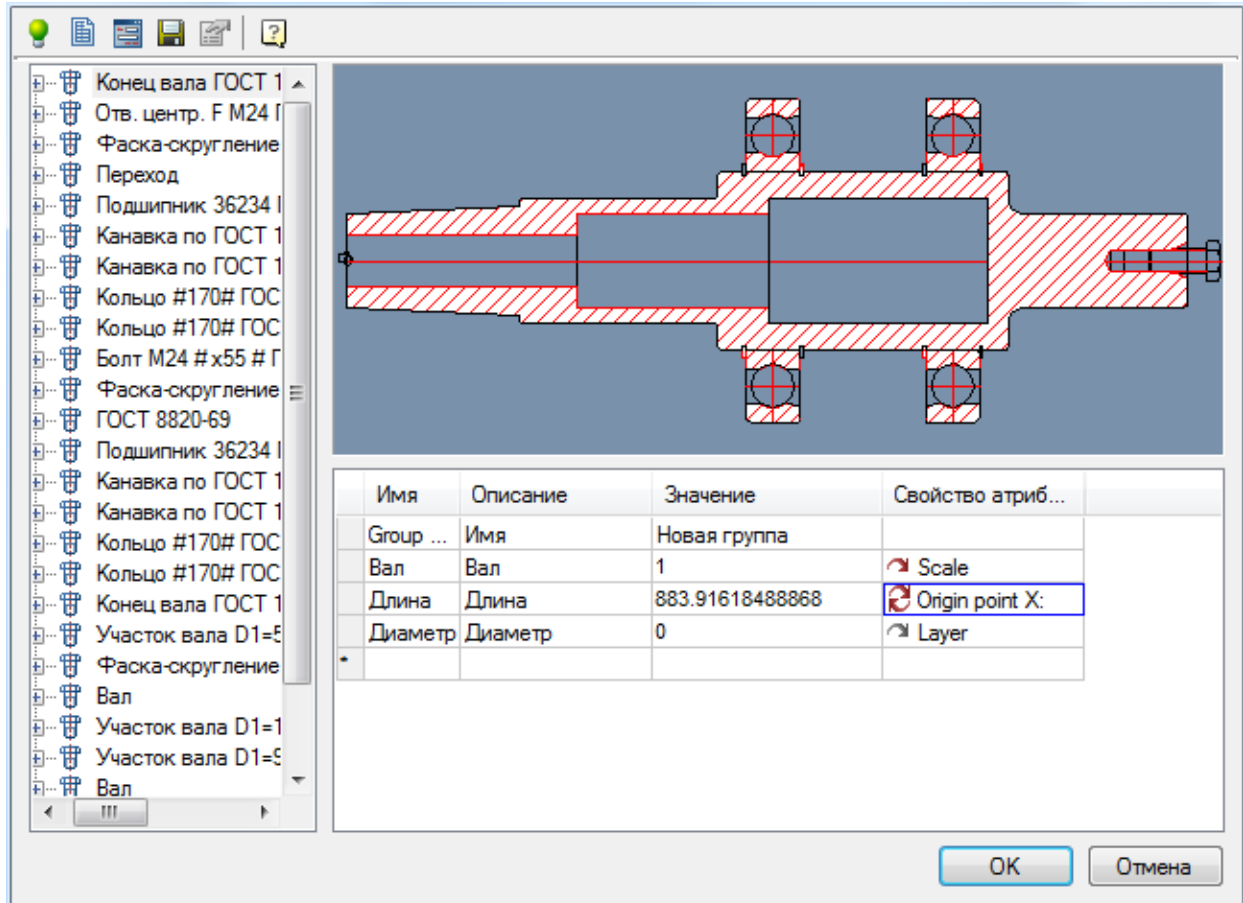 Конец вала ГОСТ 1
Отв. центр. F M24 Г
Фаска-скругление
Переход
Подшипник 36234
Канавка по ГОСТ 1
Канавка по ГОСТ 1
Кольцо #170# ГОС
Кольцо #170# ГОС
Болт M24 # x55 # Г
Фаска-скругление
ГОСТ 8820-69
Подшипник 36234
Канавка по ГОСТ 1
Канавка по ГОСТ 1
Кольцо #170# ГОС
Кольцо #170# ГОС
Конец вала ГОСТ 1
Участок вала D1=5
Фаска-скругление
Вал
Участок вала D1=1
Участок вала D1=9
Вал
Имя Описание Значение Свойство атриб...
Group ... Имя Новая группа
Вал Вал 1 Scale
Длина Длина 883.91618488868 Origin point X:
Диаметр Диаметр 0 Layer
*
OK Отмена